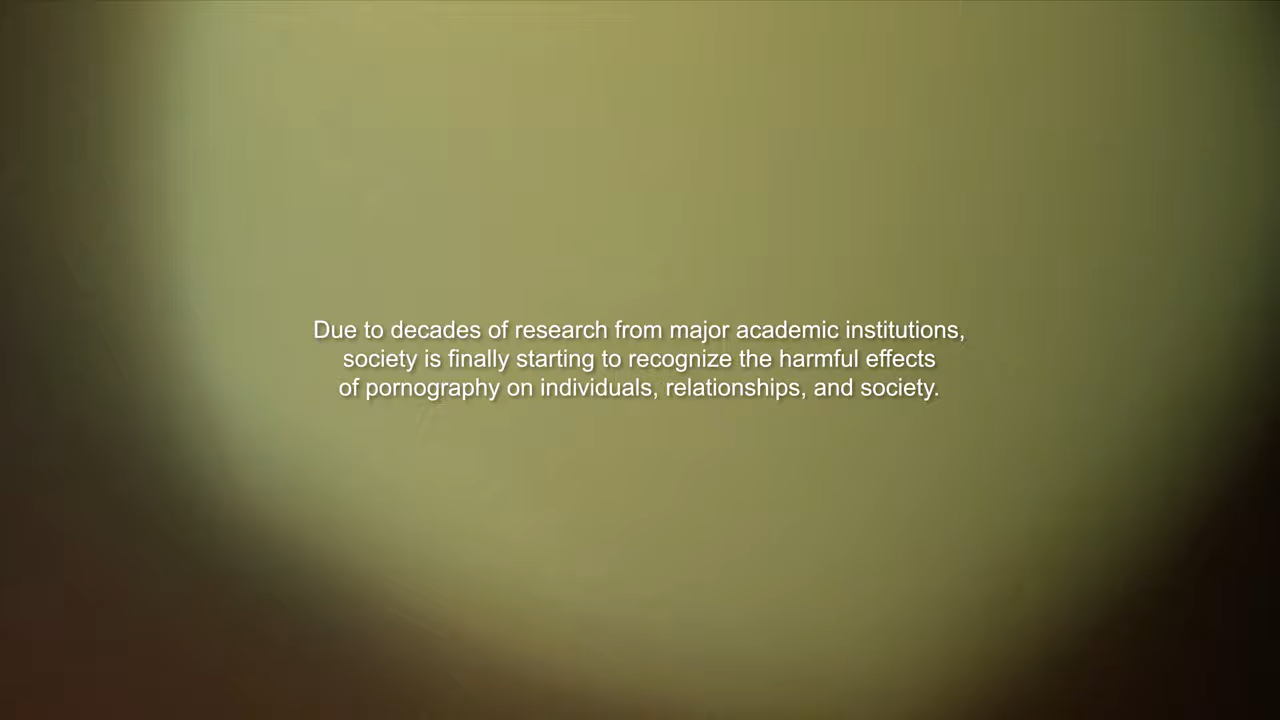 Due to decades of research from major academic institutions,
society is finally starting to recognize the harmful effects
of pornography on individuals, relationships, and society.